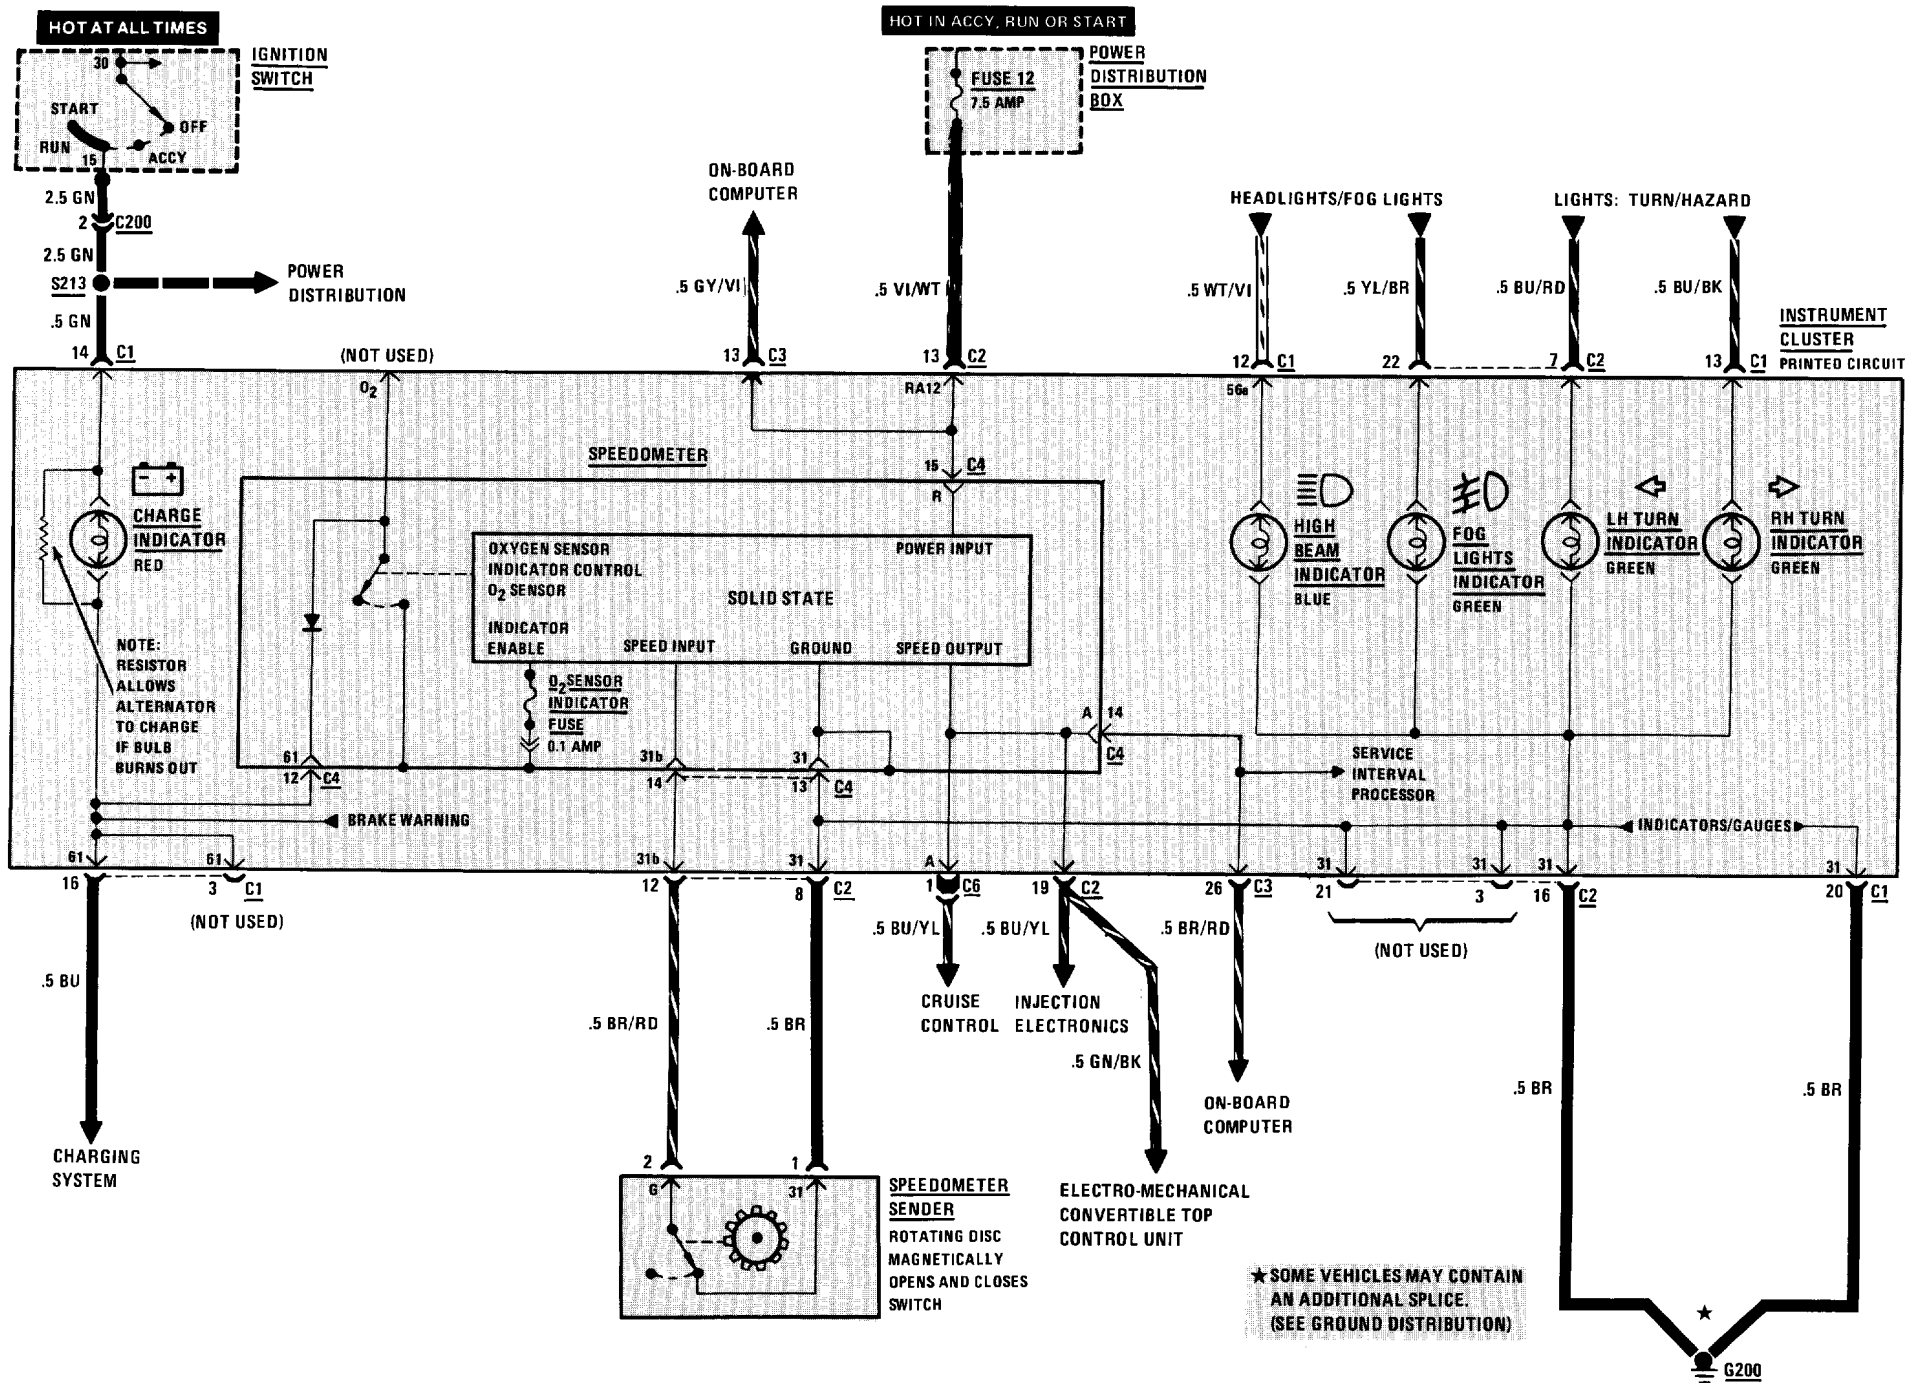 HOT AT ALL TIMES
HOT IN ACCY, RUN OR START
IGNITION
SWITCH
30
START
OFF
RUN
15
ACCY
POWER
DISTRIBUTION
BOX
FUSE 12
7.5 AMP
2.5 GN
2 C200
2.5 GN
S213
POWER
DISTRIBUTION
.5 GN
14 C1
ON-BOARD
COMPUTER
.5 GY/VI
.5 VI/WT
HEADLIGHTS/FOG LIGHTS
LIGHTS: TURN/HAZARD
.5 WT/VI
.5 YL/BR
.5 BU/RD
.5 BU/BK
INSTRUMENT
CLUSTER
PRINTED CIRCUIT
(NOT USED)
13 C3
13 C2
12 C1
22
7 C2
13 C1
O2
RA12
56a
SPEEDOMETER
15 C4
R
CHARGE
INDICATOR
RED
NOTE:
RESISTOR
ALLOWS
ALTERNATOR
TO CHARGE
IF BULB
BURNS OUT
OXYGEN SENSOR
INDICATOR CONTROL
O2 SENSOR
POWER INPUT
SOLID STATE
INDICATOR
ENABLE
SPEED INPUT
GROUND
SPEED OUTPUT
O2 SENSOR
INDICATOR
FUSE
0.1 AMP
HIGH
BEAM
INDICATOR
BLUE
FOG
LIGHTS
INDICATOR
GREEN
LH TURN
INDICATOR
GREEN
RH TURN
INDICATOR
GREEN
A 14
C4
61
12 C4
31b
14
31
13 C4
SERVICE
INTERVAL
PROCESSOR
BRAKE WARNING
INDICATORS/GAUGES
61
61
31b
31
A
31
31
31
31
16
3 C1
12
8 C2
1 C6
19 C2
26 C3
21
3
16 C2
20 C1
(NOT USED)
(NOT USED)
.5 BU/YL
.5 BU/YL
.5 BR/RD
.5 BU
CRUISE
CONTROL
INJECTION
ELECTRONICS
.5 BR/RD
.5 BR
.5 GN/BK
.5 BR
.5 BR
ON-BOARD
COMPUTER
CHARGING
SYSTEM
2
1
G
31
SPEEDOMETER
SENDER
ROTATING DISC
MAGNETICALLY
OPENS AND CLOSES
SWITCH
ELECTRO-MECHANICAL
CONVERTIBLE TOP
CONTROL UNIT
★SOME VEHICLES MAY CONTAIN
AN ADDITIONAL SPLICE.
(SEE GROUND DISTRIBUTION)
★
G200